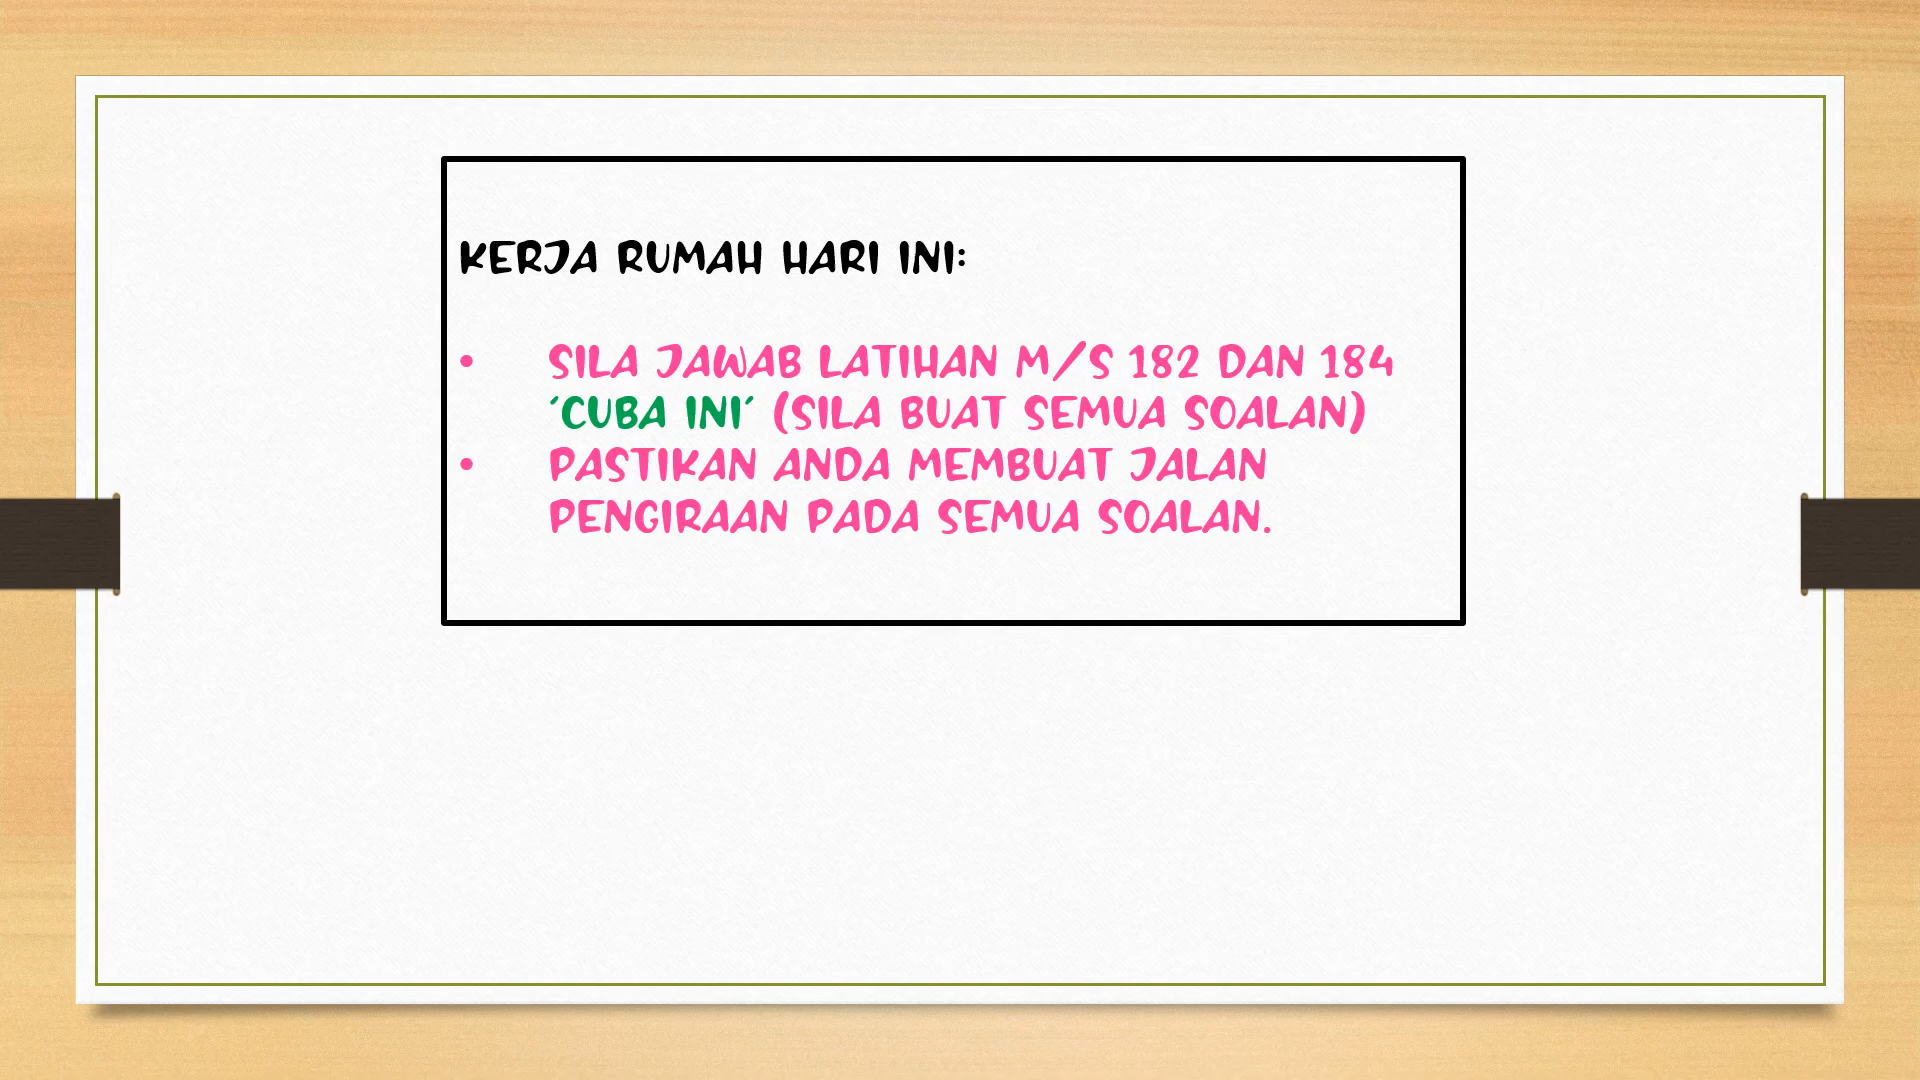 KERJA RUMAH HARI INI:
• SILA JAWAB LATIHAN M/S 182 DAN 184
'CUBA INI' (SILA BUAT SEMUA SOALAN)
• PASTIKAN ANDA MEMBUAT JALAN
PENGIRAAN PADA SEMUA SOALAN.